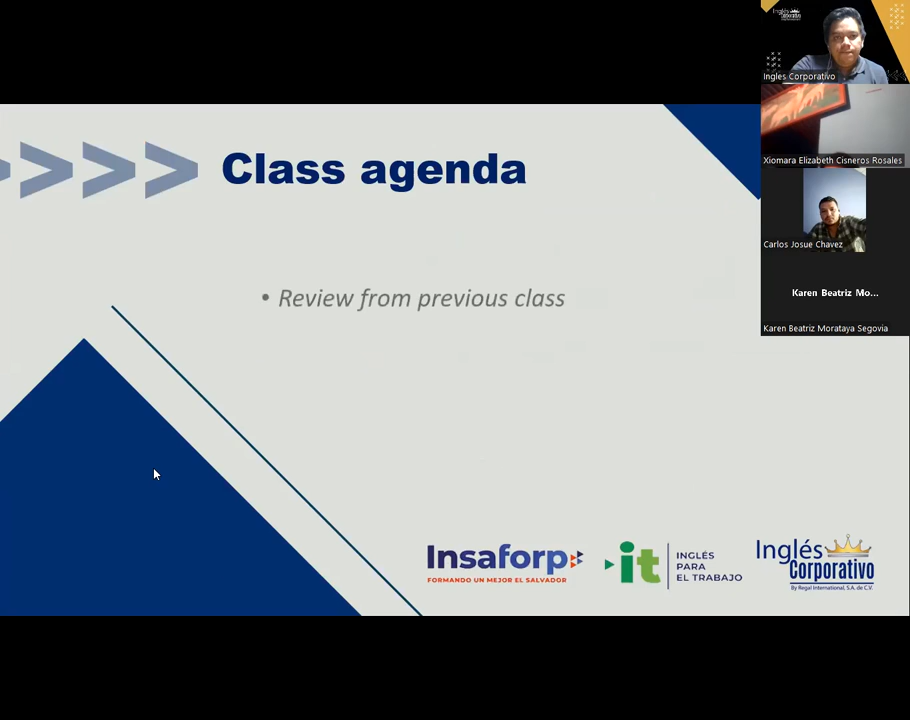 Inglés
Corporativo
Ingles Corporativo
Xiomara Elizabeth Cisneros Rosales
Carlos Josue Chavez
Karen Beatriz Mo...
Karen Beatriz Morataya Segovia
>>>> Class agenda
• Review from previous class
Insaforp
FORMANDO UN MEJOR EL SALVADOR
it
INGLÉS
PARA
EL TRABAJO
Inglés
Corporativo
By Regal International, S.A. de C.V.